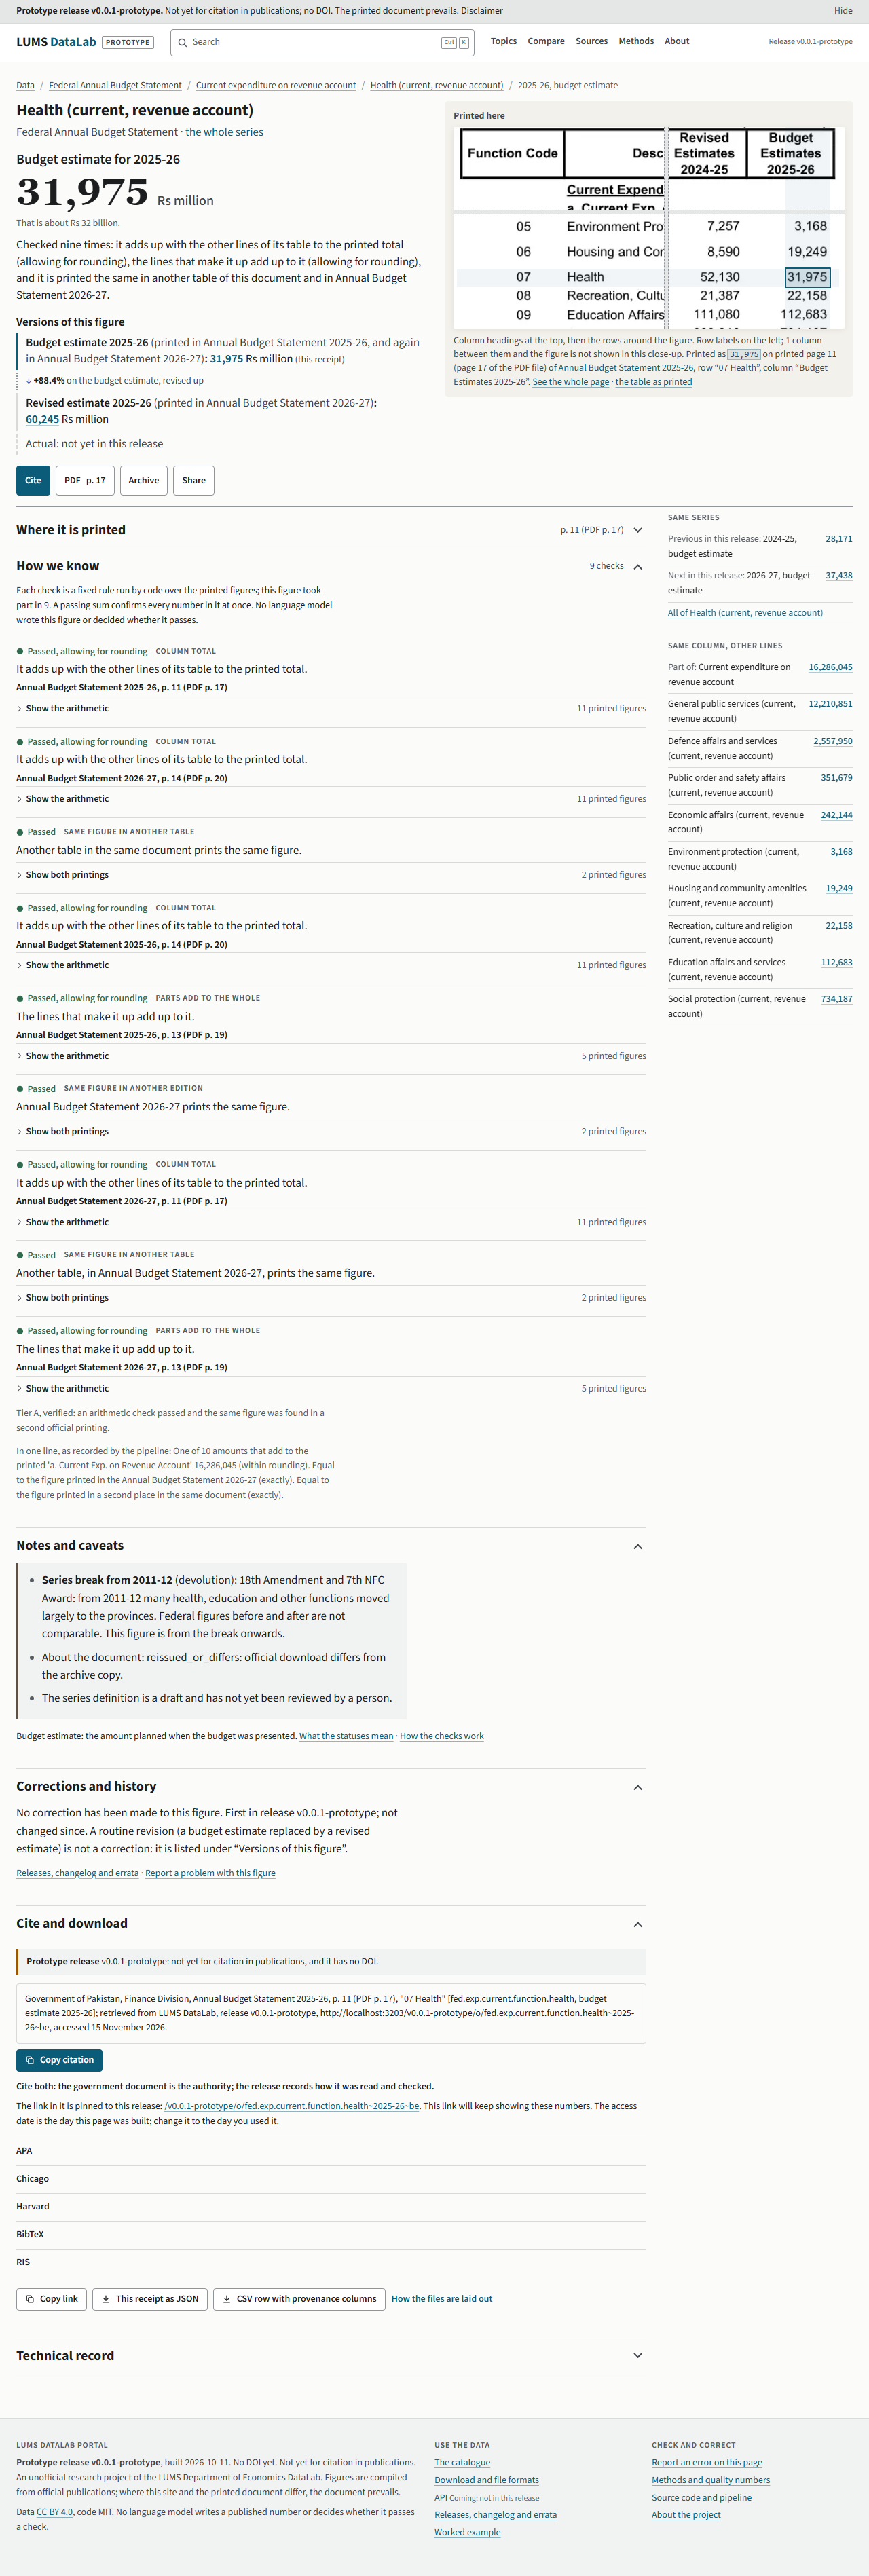 Prototype release v0.0.1-prototype. Not yet for citation in publications; no DOI. The printed document prevails. Disclaimer
Hide
LUMS DataLab PROTOTYPE
Search
Ctrl K
Topics Compare Sources Methods About
Release v0.0.1-prototype
Data / Federal Annual Budget Statement / Current expenditure on revenue account / Health (current, revenue account) / 2025-26, budget estimate
Health (current, revenue account)
Federal Annual Budget Statement · the whole series
Budget estimate for 2025-26
31,975 Rs million
That is about Rs 32 billion.
Checked nine times: it adds up with the other lines of its table to the printed total
(allowing for rounding), the lines that make it up add up to it (allowing for rounding),
and it is printed the same in another table of this document and in Annual Budget
Statement 2026-27.
Versions of this figure
Budget estimate 2025-26 (printed in Annual Budget Statement 2025-26, and again
in Annual Budget Statement 2026-27): 31,975 Rs million (this receipt)
↓ +88.4% on the budget estimate, revised up
Revised estimate 2025-26 (printed in Annual Budget Statement 2026-27):
60,245 Rs million
Actual: not yet in this release
Printed here
Function Code Desc Revised Estimates 2024-25 Budget Estimates 2025-26
Current Expend
a. Current Exp
05 Environment Pro 7,257 3,168
06 Housing and Cor 8,590 19,249
07 Health 52,130 31,975
08 Recreation, Cultu 21,387 22,158
09 Education Affairs 111,080 112,683
Column headings at the top, then the rows around the figure. Row labels on the left; 1 column
between them and the figure is not shown in this close-up. Printed as 31,975 on printed page 11
(page 17 of the PDF file) of Annual Budget Statement 2025-26, row “07 Health”, column “Budget
Estimates 2025-26”. See the whole page · the table as printed
Cite
PDF p. 17
Archive
Share
Where it is printed
p. 11 (PDF p. 17)
How we know
9 checks
Each check is a fixed rule run by code over the printed figures; this figure took
part in 9. A passing sum confirms every number in it at once. No language model
wrote this figure or decided whether it passes.
Passed, allowing for rounding COLUMN TOTAL
It adds up with the other lines of its table to the printed total.
Annual Budget Statement 2025-26, p. 11 (PDF p. 17)
Show the arithmetic
11 printed figures
Passed, allowing for rounding COLUMN TOTAL
It adds up with the other lines of its table to the printed total.
Annual Budget Statement 2026-27, p. 14 (PDF p. 20)
Show the arithmetic
11 printed figures
Passed SAME FIGURE IN ANOTHER TABLE
Another table in the same document prints the same figure.
Show both printings
2 printed figures
Passed, allowing for rounding COLUMN TOTAL
It adds up with the other lines of its table to the printed total.
Annual Budget Statement 2025-26, p. 14 (PDF p. 20)
Show the arithmetic
11 printed figures
Passed, allowing for rounding PARTS ADD TO THE WHOLE
The lines that make it up add up to it.
Annual Budget Statement 2025-26, p. 13 (PDF p. 19)
Show the arithmetic
5 printed figures
Passed SAME FIGURE IN ANOTHER EDITION
Annual Budget Statement 2026-27 prints the same figure.
Show both printings
2 printed figures
Passed, allowing for rounding COLUMN TOTAL
It adds up with the other lines of its table to the printed total.
Annual Budget Statement 2026-27, p. 11 (PDF p. 17)
Show the arithmetic
11 printed figures
Passed SAME FIGURE IN ANOTHER TABLE
Another table, in Annual Budget Statement 2026-27, prints the same figure.
Show both printings
2 printed figures
Passed, allowing for rounding PARTS ADD TO THE WHOLE
The lines that make it up add up to it.
Annual Budget Statement 2026-27, p. 13 (PDF p. 19)
Show the arithmetic
5 printed figures
Tier A, verified: an arithmetic check passed and the same figure was found in a
second official printing.
In one line, as recorded by the pipeline: One of 10 amounts that add to the
printed 'a. Current Exp. on Revenue Account' 16,286,045 (within rounding). Equal
to the figure printed in the Annual Budget Statement 2026-27 (exactly). Equal to
the figure printed in a second place in the same document (exactly).
SAME SERIES
Previous in this release: 2024-25, budget estimate 28,171
Next in this release: 2026-27, budget estimate 37,438
All of Health (current, revenue account)
SAME COLUMN, OTHER LINES
Part of: Current expenditure on revenue account 16,286,045
General public services (current, revenue account) 12,210,851
Defence affairs and services (current, revenue account) 2,557,950
Public order and safety affairs (current, revenue account) 351,679
Economic affairs (current, revenue account) 242,144
Environment protection (current, revenue account) 3,168
Housing and community amenities (current, revenue account) 19,249
Recreation, culture and religion (current, revenue account) 22,158
Education affairs and services (current, revenue account) 112,683
Social protection (current, revenue account) 734,187
Notes and caveats
Series break from 2011-12 (devolution): 18th Amendment and 7th NFC
Award: from 2011-12 many health, education and other functions moved
largely to the provinces. Federal figures before and after are not
comparable. This figure is from the break onwards.
About the document: reissued_or_differs: official download differs from
the archive copy.
The series definition is a draft and has not yet been reviewed by a person.
Budget estimate: the amount planned when the budget was presented. What the statuses mean · How the checks work
Corrections and history
No correction has been made to this figure. First in release v0.0.1-prototype; not
changed since. A routine revision (a budget estimate replaced by a revised
estimate) is not a correction: it is listed under “Versions of this figure”.
Releases, changelog and errata · Report a problem with this figure
Cite and download
Prototype release v0.0.1-prototype: not yet for citation in publications, and it has no DOI.
Government of Pakistan, Finance Division, Annual Budget Statement 2025-26, p. 11 (PDF p. 17), "07 Health" [fed.exp.current.function.health, budget
estimate 2025-26]; retrieved from LUMS DataLab, release v0.0.1-prototype, http://localhost:3203/v0.0.1-prototype/o/fed.exp.current.function.health~2025-
26~be, accessed 15 November 2026.
Copy citation
Cite both: the government document is the authority; the release records how it was read and checked.
The link in it is pinned to this release: /v0.0.1-prototype/o/fed.exp.current.function.health~2025-26~be. This link will keep showing these numbers. The access
date is the day this page was built; change it to the day you used it.
APA
Chicago
Harvard
BibTeX
RIS
Copy link
This receipt as JSON
CSV row with provenance columns
How the files are laid out
Technical record
LUMS DATALAB PORTAL
Prototype release v0.0.1-prototype, built 2026-10-11. No DOI yet. Not yet for citation in publications.
An unofficial research project of the LUMS Department of Economics DataLab. Figures are compiled
from official publications; where this site and the printed document differ, the document prevails.
Data CC BY 4.0, code MIT. No language model writes a published number or decides whether it passes
a check.
USE THE DATA
The catalogue
Download and file formats
API Coming: not in this release
Releases, changelog and errata
Worked example
CHECK AND CORRECT
Report an error on this page
Methods and quality numbers
Source code and pipeline
About the project